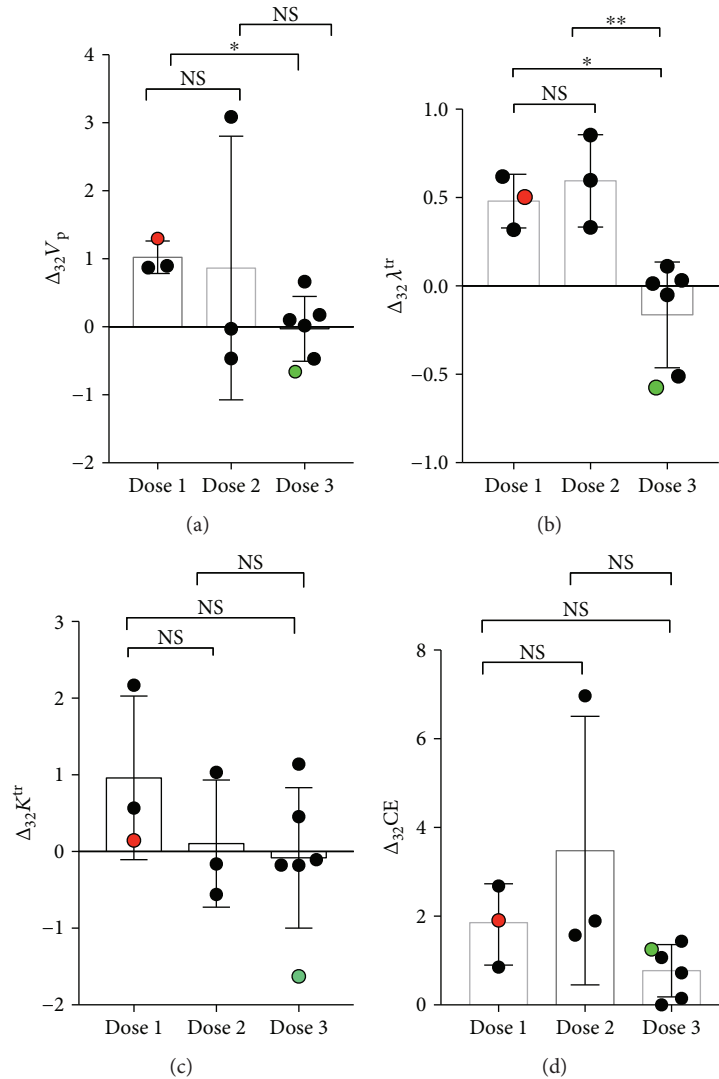 NS
*
NS
4
3
2
1
0
−1
−2
Δ₃₂Vₚ
Dose 1 Dose 2 Dose 3
(a)
**
*
NS
1.0
0.5
0.0
−0.5
−1.0
Δ₃₂λᵗʳ
Dose 1 Dose 2 Dose 3
(b)
NS
NS
NS
3
2
1
0
−1
−2
Δ₃₂Kᵗʳ
Dose 1 Dose 2 Dose 3
(c)
NS
NS
NS
8
6
4
2
0
Δ₃₂CE
Dose 1 Dose 2 Dose 3
(d)